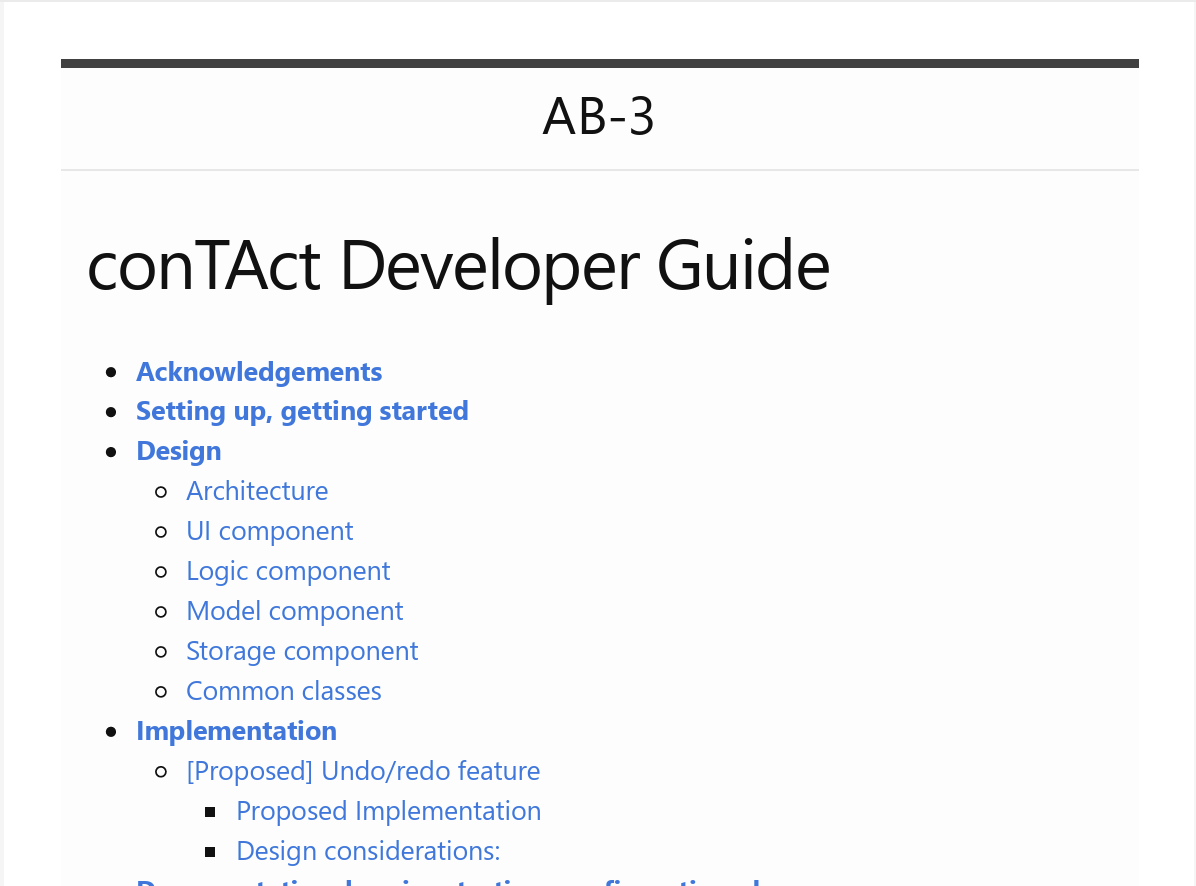 AB-3
conTAct Developer Guide
Acknowledgements
Setting up, getting started
Design
Architecture
UI component
Logic component
Model component
Storage component
Common classes
Implementation
[Proposed] Undo/redo feature
Proposed Implementation
Design considerations: